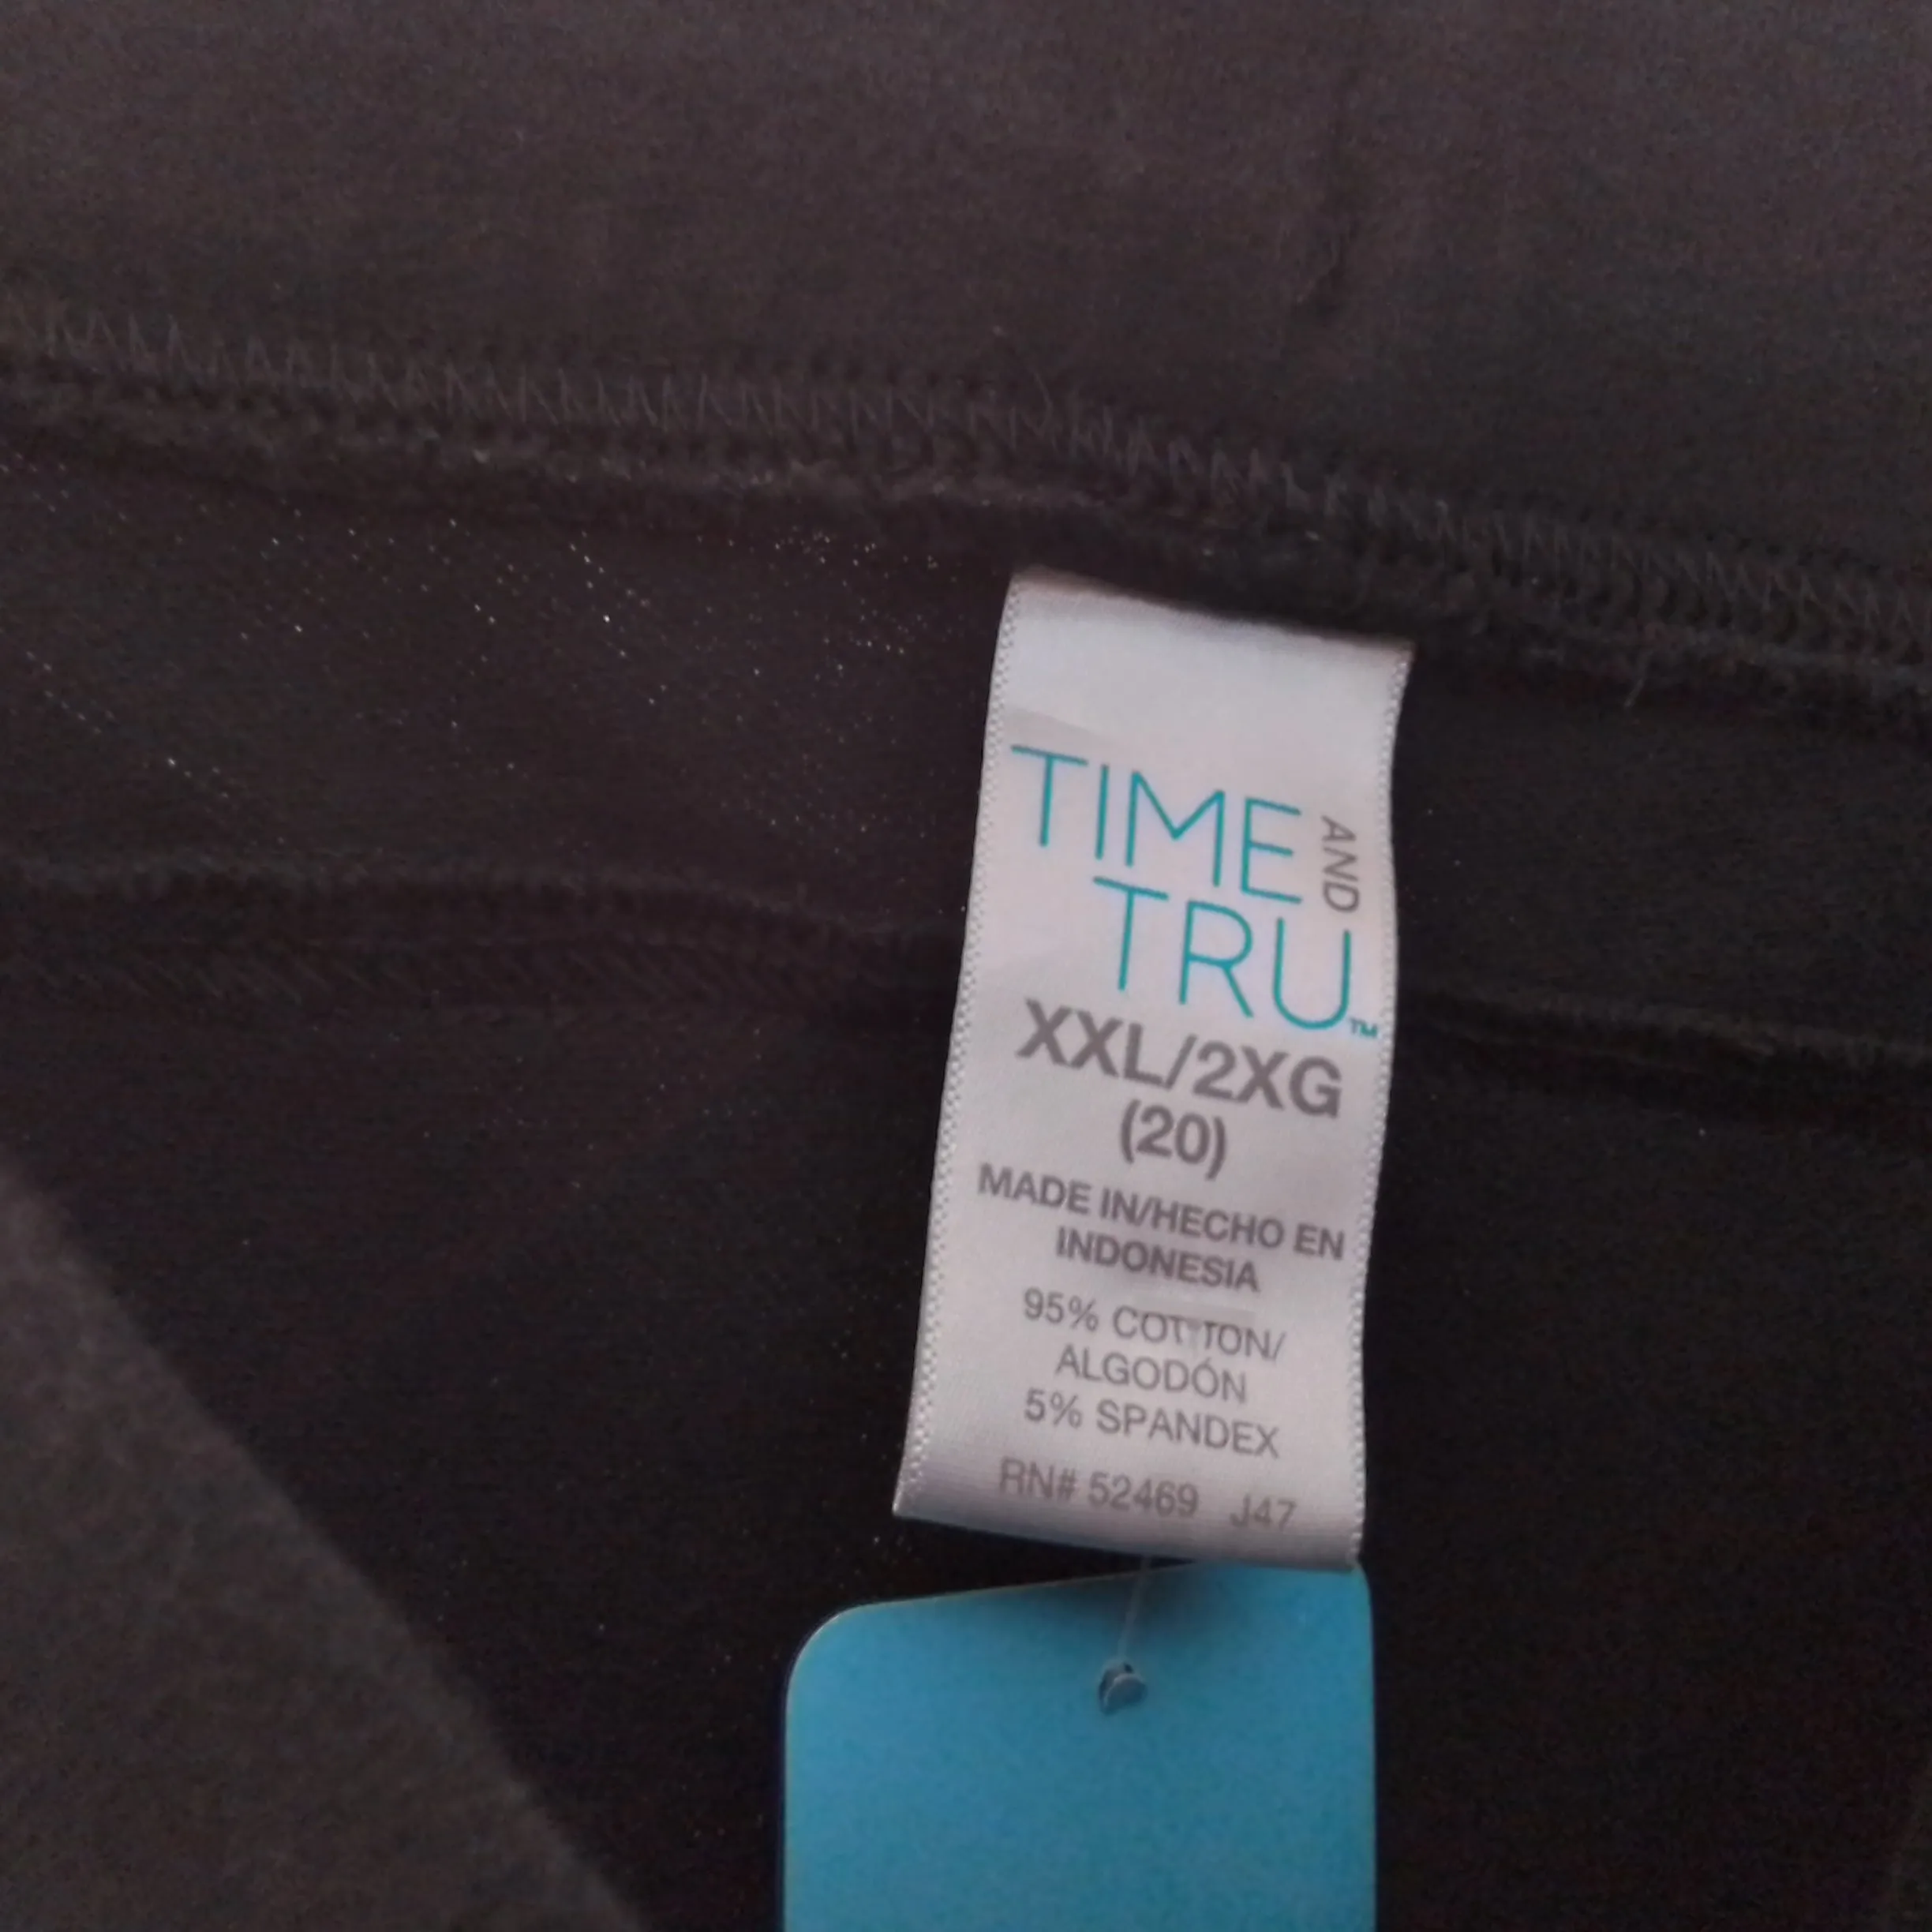 TIME AND
TRU™
XXL/2XG
(20)
MADE IN/HECHO EN
INDONESIA
95% COTTON/
ALGODÓN
5% SPANDEX
RN# 52469 J47